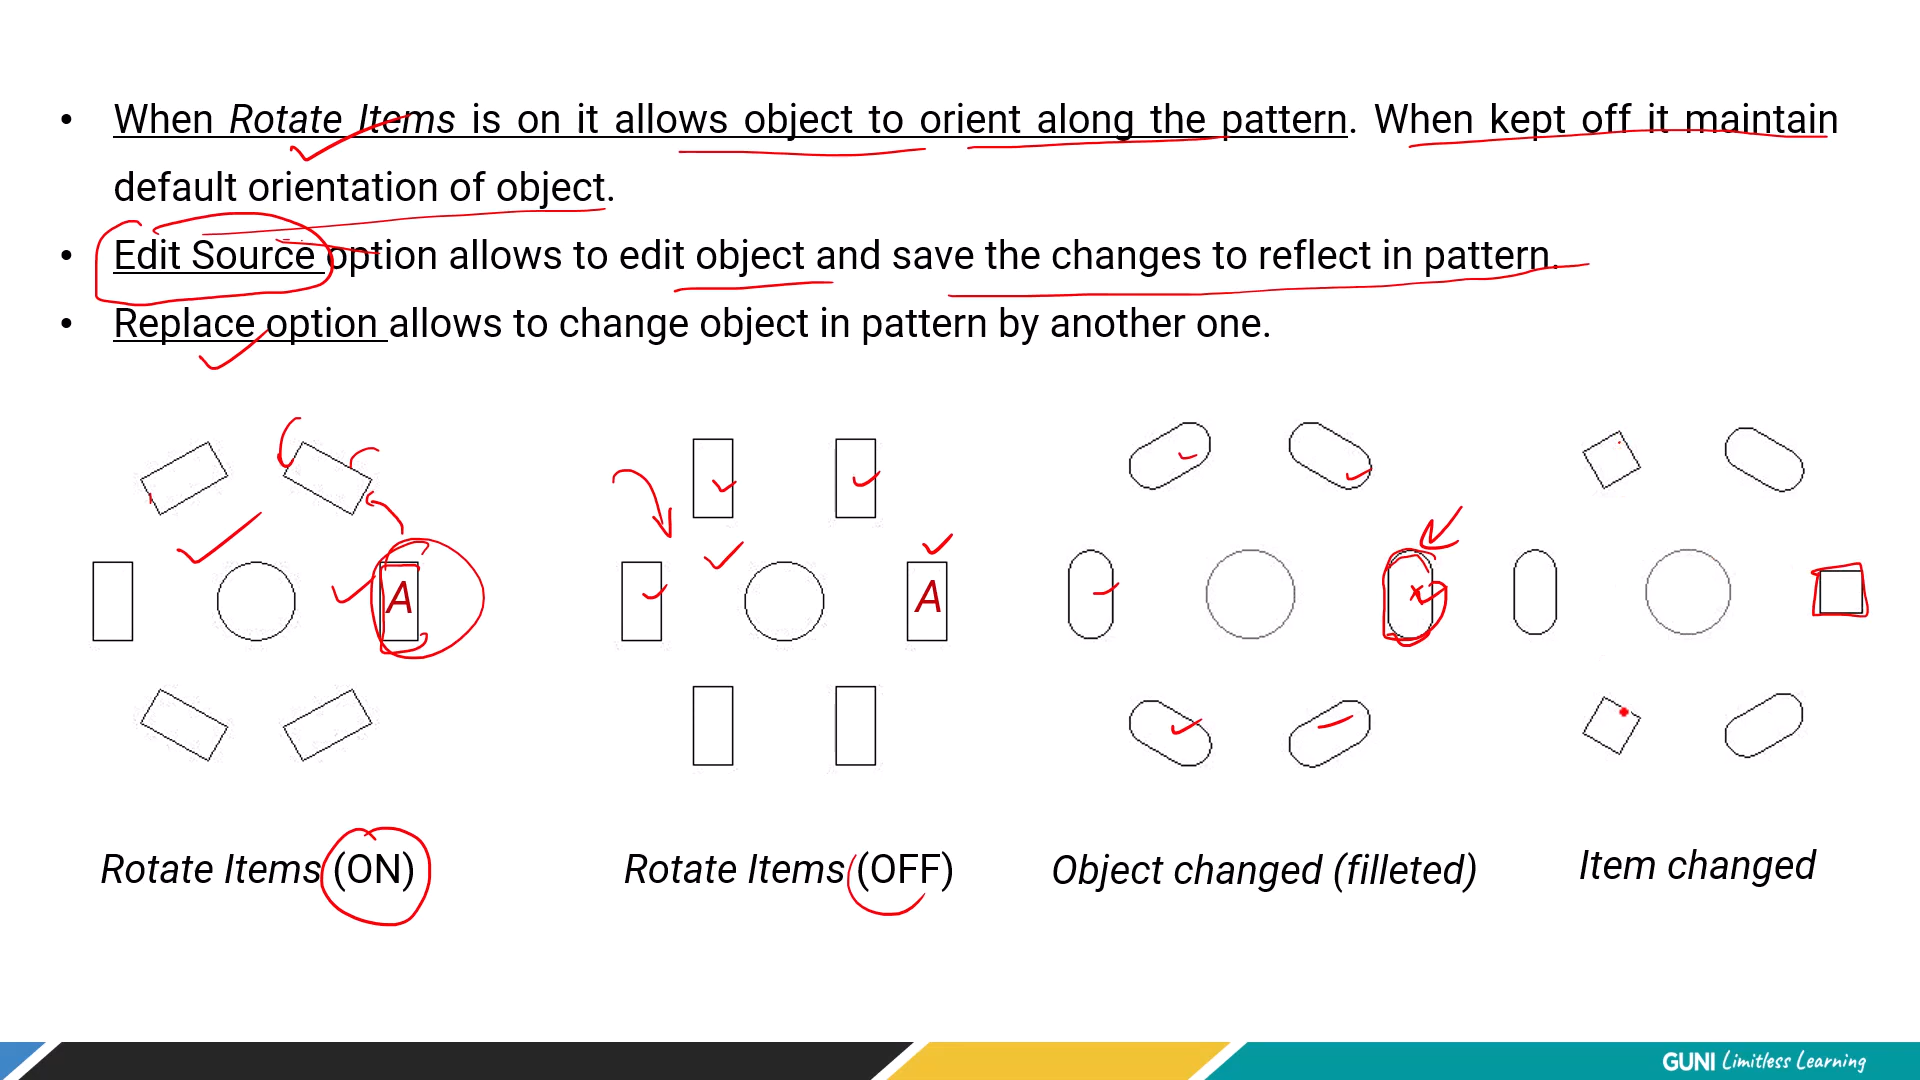 • When Rotate Items is on it allows object to orient along the pattern. When kept off it maintain
default orientation of object.
• Edit Source option allows to edit object and save the changes to reflect in pattern.
• Replace option allows to change object in pattern by another one.
A
A
Rotate Items (ON)
Rotate Items (OFF)
Object changed (filleted)
Item changed
GUNI Limitless Learning